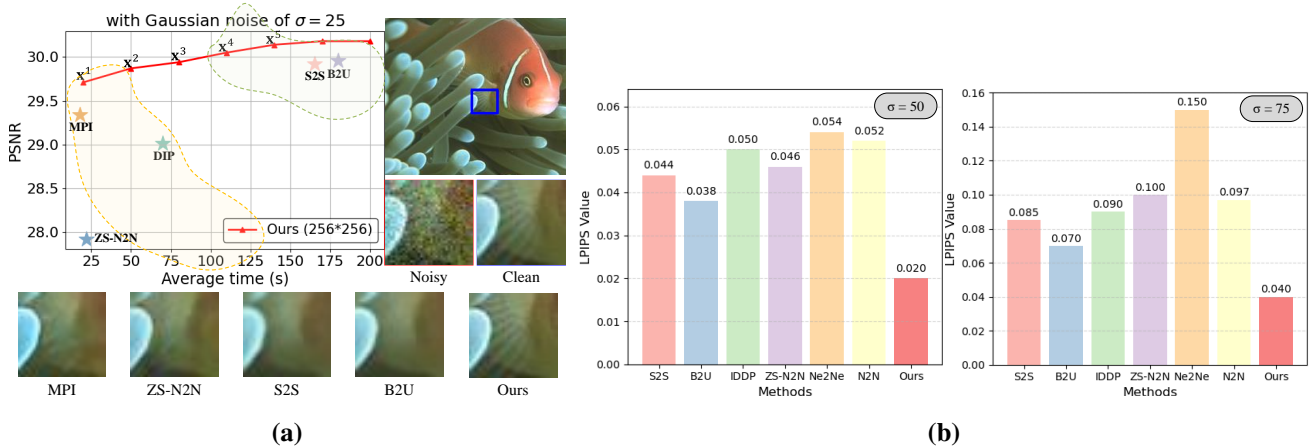 with Gaussian noise of σ = 25
PSNR
30.0
29.5
29.0
28.5
28.0
X¹
X²
X³
X⁴
X⁵
S2S
B2U
MPI
DIP
ZS-N2N
Ours (256*256)
25 50 75 100 125 150 175 200
Average time (s)
Noisy Clean
MPI ZS-N2N S2S B2U Ours
(a)
LPIPS Value
0.06
0.05
0.04
0.03
0.02
0.01
0.00
σ = 50
0.044 0.038 0.050 0.046 0.054 0.052 0.020
S2S B2U IDDP ZS-N2N Ne2Ne N2N Ours
Methods
LPIPS Value
0.16
0.14
0.12
0.10
0.08
0.06
0.04
0.02
0.00
σ = 75
0.085 0.070 0.090 0.100 0.150 0.097 0.040
S2S B2U IDDP ZS-N2N Ne2Ne N2N Ours
Methods
(b)